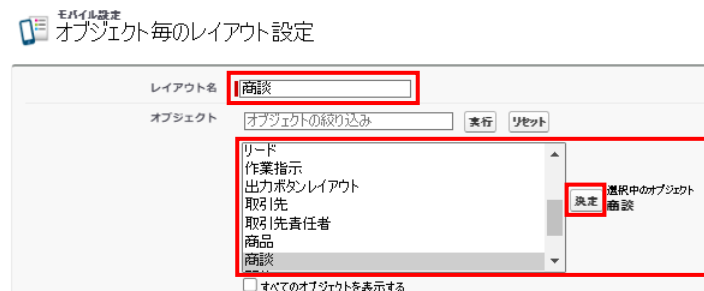 モバイル設定
オブジェクト毎のレイアウト設定
レイアウト名 商談
オブジェクト オブジェクトの絞り込み 実行 リセット
リード
作業指示
出力ボタンレイアウト
取引先
取引先責任者
商品
商談
決定
選択中のオブジェクト
商談
すべてのオブジェクトを表示する